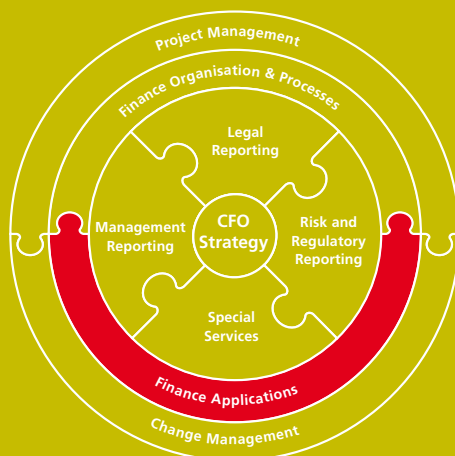 Project Management
Finance Organisation & Processes
Legal
Reporting
CFO
Strategy
Management
Reporting
Risk and
Regulatory
Reporting
Special
Services
Finance Applications
Change Management